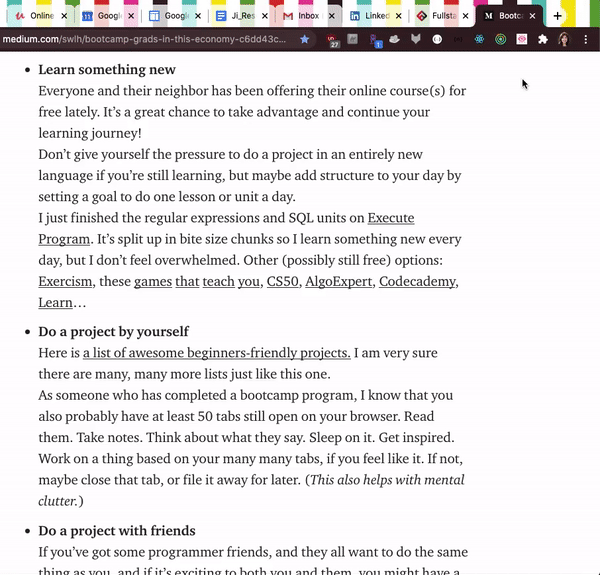 Online
Google
Google
Ji_Res
Inbox
Linked
Fullsta
Bootc
medium.com/swlh/bootcamp-grads-in-this-economy-c6dd43c...
27
1
Learn something new
Everyone and their neighbor has been offering their online course(s) for
free lately. It’s a great chance to take advantage and continue your
learning journey!
Don’t give yourself the pressure to do a project in an entirely new
language if you’re still learning, but maybe add structure to your day by
setting a goal to do one lesson or unit a day.
I just finished the regular expressions and SQL units on Execute
Program. It’s split up in bite size chunks so I learn something new every
day, but I don’t feel overwhelmed. Other (possibly still free) options:
Exercism, these games that teach you, CS50, AlgoExpert, Codecademy,
Learn…
Do a project by yourself
Here is a list of awesome beginners-friendly projects. I am very sure
there are many, many more lists just like this one.
As someone who has completed a bootcamp program, I know that you
also probably have at least 50 tabs still open on your browser. Read
them. Take notes. Think about what they say. Sleep on it. Get inspired.
Work on a thing based on your many many tabs, if you feel like it. If not,
maybe close that tab, or file it away for later. (This also helps with mental
clutter.)
Do a project with friends
If you’ve got some programmer friends, and they all want to do the same
thing as you, and if it’s exciting to both you and them, you might have a